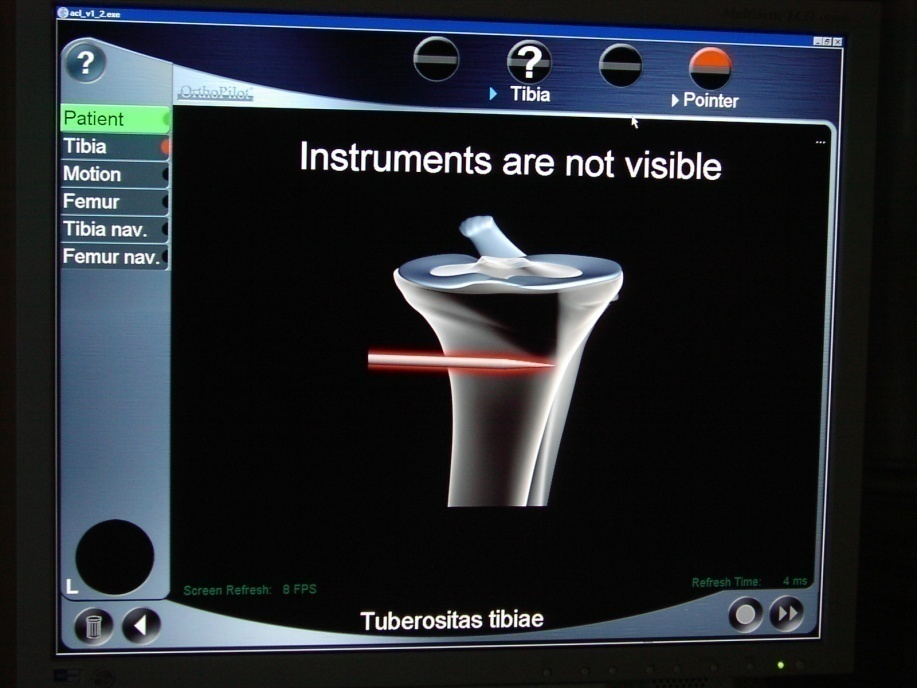 acl_v1_2.exe
?
?
Tibia
Pointer
OrthoPilot
Patient
Tibia
Motion
Femur
Tibia nav.
Femur nav.
Instruments are not visible
L
Screen Refresh: 8 FPS
Refresh Time: 4 ms
Tuberositas tibiae